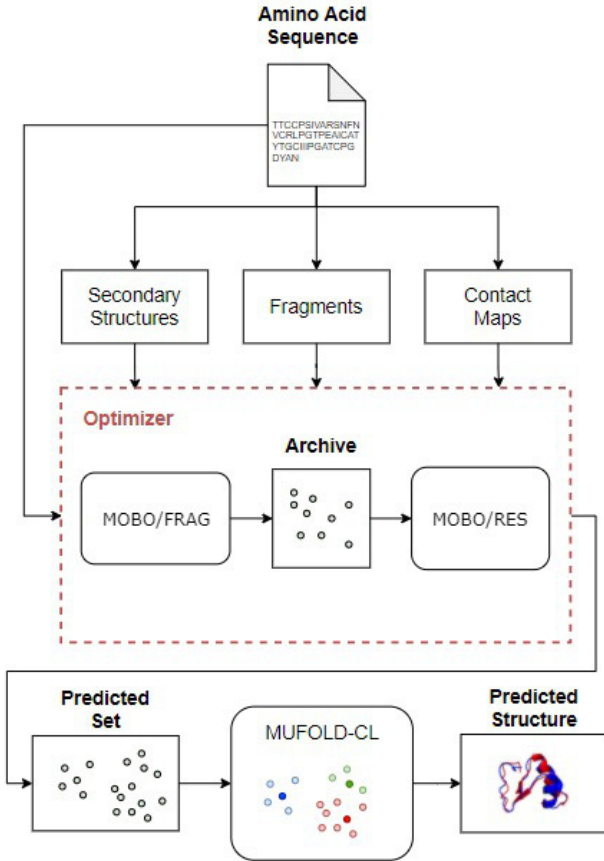 Amino Acid
Sequence
TTCCPSIVARSNFN
VCRLPGTPEAICAT
YTGCIIIPGATCPG
DYAN
Secondary
Structures
Fragments
Contact
Maps
Optimizer
Archive
MOBO/FRAG
MOBO/RES
Predicted
Set
MUFOLD-CL
Predicted
Structure